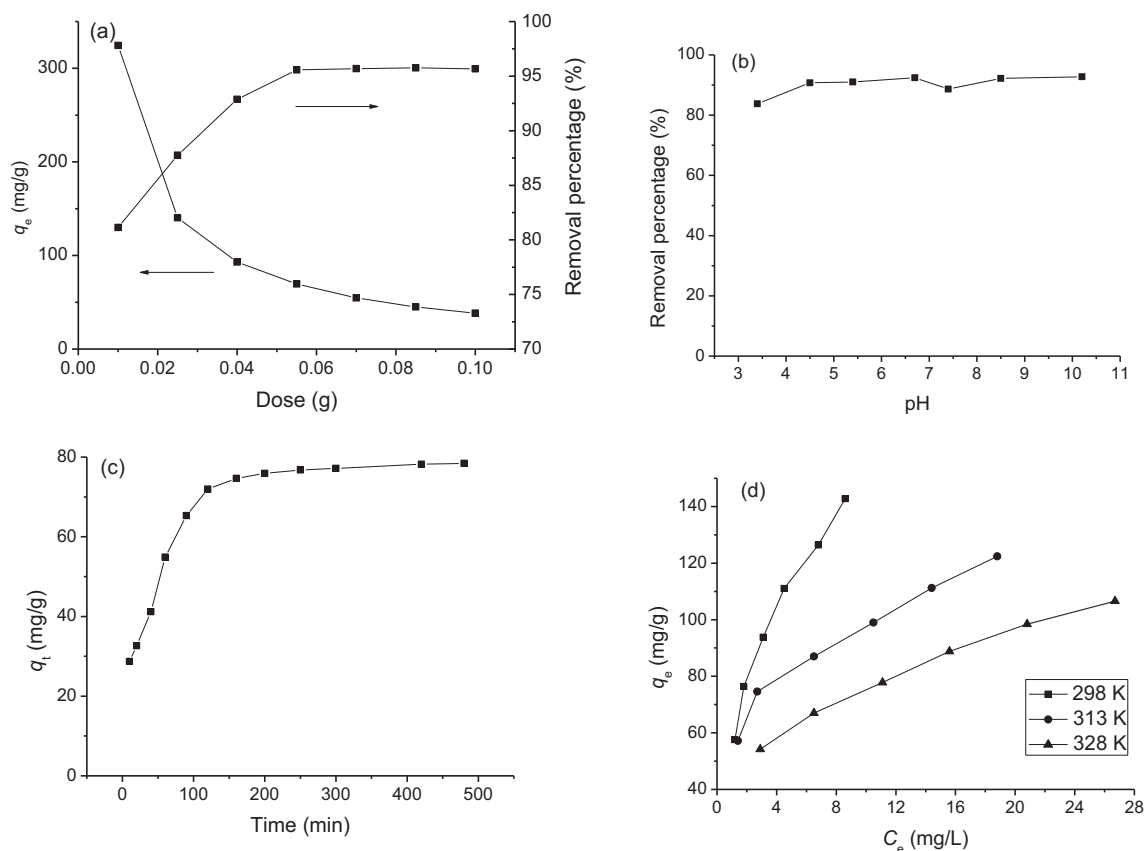 (a)
100
95
90
85
80
75
70
300
200
100
0
0.00 0.02 0.04 0.06 0.08 0.10
qe (mg/g)
Removal percentage (%)
Dose (g)
(b)
100
80
60
40
20
0
3 4 5 6 7 8 9 10 11
Removal percentage (%)
pH
(c)
80
60
40
20
0
0 100 200 300 400 500
qt (mg/g)
Time (min)
(d)
140
120
100
80
60
40
0 4 8 12 16 20 24 28
qe (mg/g)
Ce (mg/L)
298 K
313 K
328 K